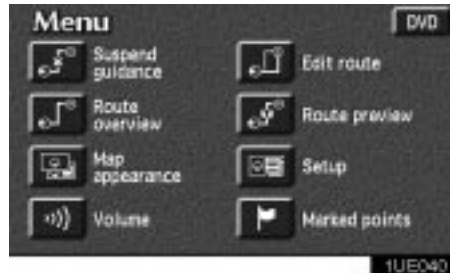 Menu
DVD
Suspend
guidance
Edit route
Route
overview
Route preview
Map
appearance
Setup
Volume
Marked points
1UE040